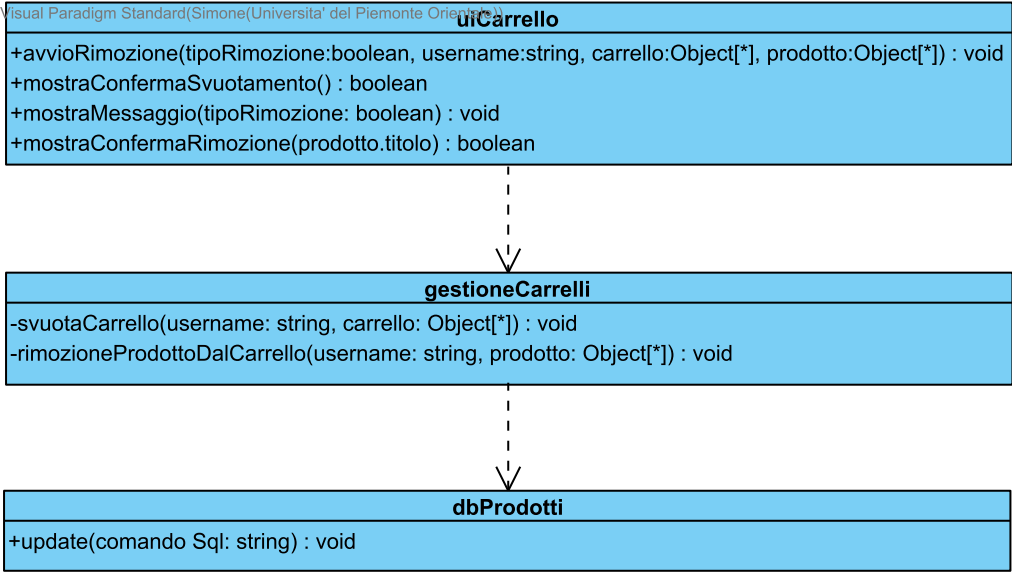 Visual Paradigm Standard(Simone(Universita' del Piemonte Orientale))
uiCarrello
+avvioRimozione(tipoRimozione:boolean, username:string, carrello:Object[*], prodotto:Object[*]) : void
+mostraConfermaSvuotamento() : boolean
+mostraMessaggio(tipoRimozione: boolean) : void
+mostraConfermaRimozione(prodotto.titolo) : boolean
gestioneCarrelli
-svuotaCarrello(username: string, carrello: Object[*]) : void
-rimozioneProdottoDalCarrello(username: string, prodotto: Object[*]) : void
dbProdotti
+update(comando Sql: string) : void